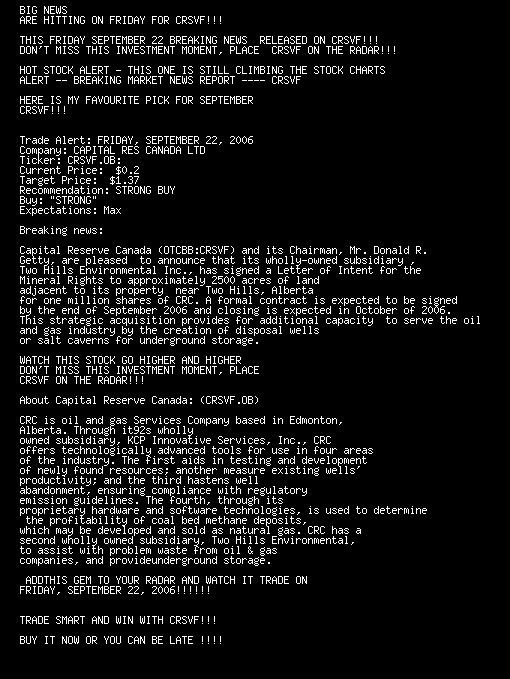 BIG NEWS
ARE HITTING ON FRIDAY FOR CRSVF!!!
THIS FRIDAY SEPTEMBER 22 BREAKING NEWS  RELEASED ON CRSVF!!!
DON'T MISS THIS INVESTMENT MOMENT, PLACE  CRSVF ON THE RADAR!!!
HOT STOCK ALERT - THIS ONE IS STILL CLIMBING THE STOCK CHARTS
ALERT -- BREAKING MARKET NEWS REPORT ---- CRSVF
HERE IS MY FAVOURITE PICK FOR SEPTEMBER
CRSVF!!!
Trade Alert: FRIDAY, SEPTEMBER 22, 2006
Company: CAPITAL RES CANADA LTD
Ticker: CRSVF.OB:
Current Price:  $0.2
Target Price:  $1.37
Recommendation: STRONG BUY
Buy: "STRONG"
Expectations: Max
Breaking news:
Capital Reserve Canada (OTCBB:CRSVF) and its Chairman, Mr. Donald R.
Getty, are pleased  to announce that its wholly-owned subsidiary ,
Two Hills Environmental Inc., has signed a Letter of Intent for the
Mineral Rights to approximately 2500 acres of land
adjacent to its property  near Two Hills, Alberta
for one million shares of CRC. A formal contract is expected to be signed
by the end of September 2006 and closing is expected in October of 2006.
This strategic acquisition provides for additional capacity  to serve the oil
and gas industry by the creation of disposal wells
or salt caverns for underground storage.
WATCH THIS STOCK GO HIGHER AND HIGHER
DON'T MISS THIS INVESTMENT MOMENT, PLACE
CRSVF ON THE RADAR!!!
About Capital Reserve Canada: (CRSVF.OB)
CRC is oil and gas Services Company based in Edmonton,
Alberta. Through it92s wholly
owned subsidiary, KCP Innovative Services, Inc., CRC
offers technologically advanced tools for use in four areas
of the industry. The first aids in testing and development
of newly found resources; another measure existing wells'
productivity; and the third hastens well
abandonment, ensuring compliance with regulatory
emission guidelines. The fourth, through its
proprietary hardware and software technologies, is used to determine
the profitability of coal bed methane deposits,
which may be developed and sold as natural gas. CRC has a
second wholly owned subsidiary, Two Hills Environmental,
to assist with problem waste from oil & gas
companies, and provideunderground storage.
ADDTHIS GEM TO YOUR RADAR AND WATCH IT TRADE ON
FRIDAY, SEPTEMBER 22, 2006!!!!!!
TRADE SMART AND WIN WITH CRSVF!!!
BUY IT NOW OR YOU CAN BE LATE !!!!